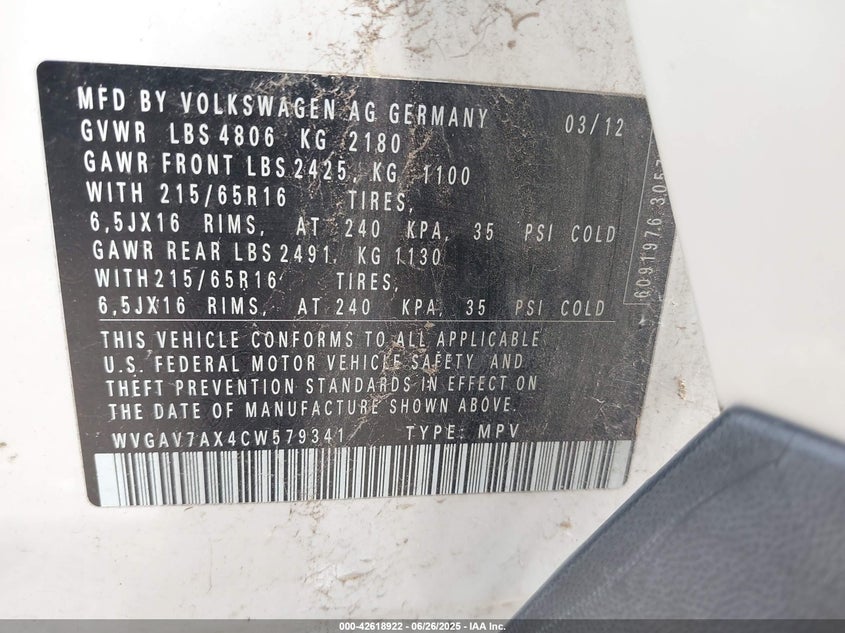 MFD BY VOLKSWAGEN AG GERMANY 03/12
GVWR LBS 4806 KG 2180
GAWR FRONT LBS 2425, KG 1100
WITH 215/65R16 TIRES,
6,5JX16 RIMS, AT 240 KPA, 35 PSI COLD
GAWR REAR LBS 2491, KG 1130
WITH215/65R16 TIRES,
6,5JX16 RIMS, AT 240 KPA, 35 PSI COLD
THIS VEHICLE CONFORMS TO ALL APPLICABLE
U.S. FEDERAL MOTOR VEHICLE SAFETY AND
THEFT PREVENTION STANDARDS IN EFFECT ON
THE DATE OF MANUFACTURE SHOWN ABOVE.
WVGAV7AX4CW579341 TYPE: MPV
6091976 3057
000-42618922 - 06/26/2025 - IAA Inc.